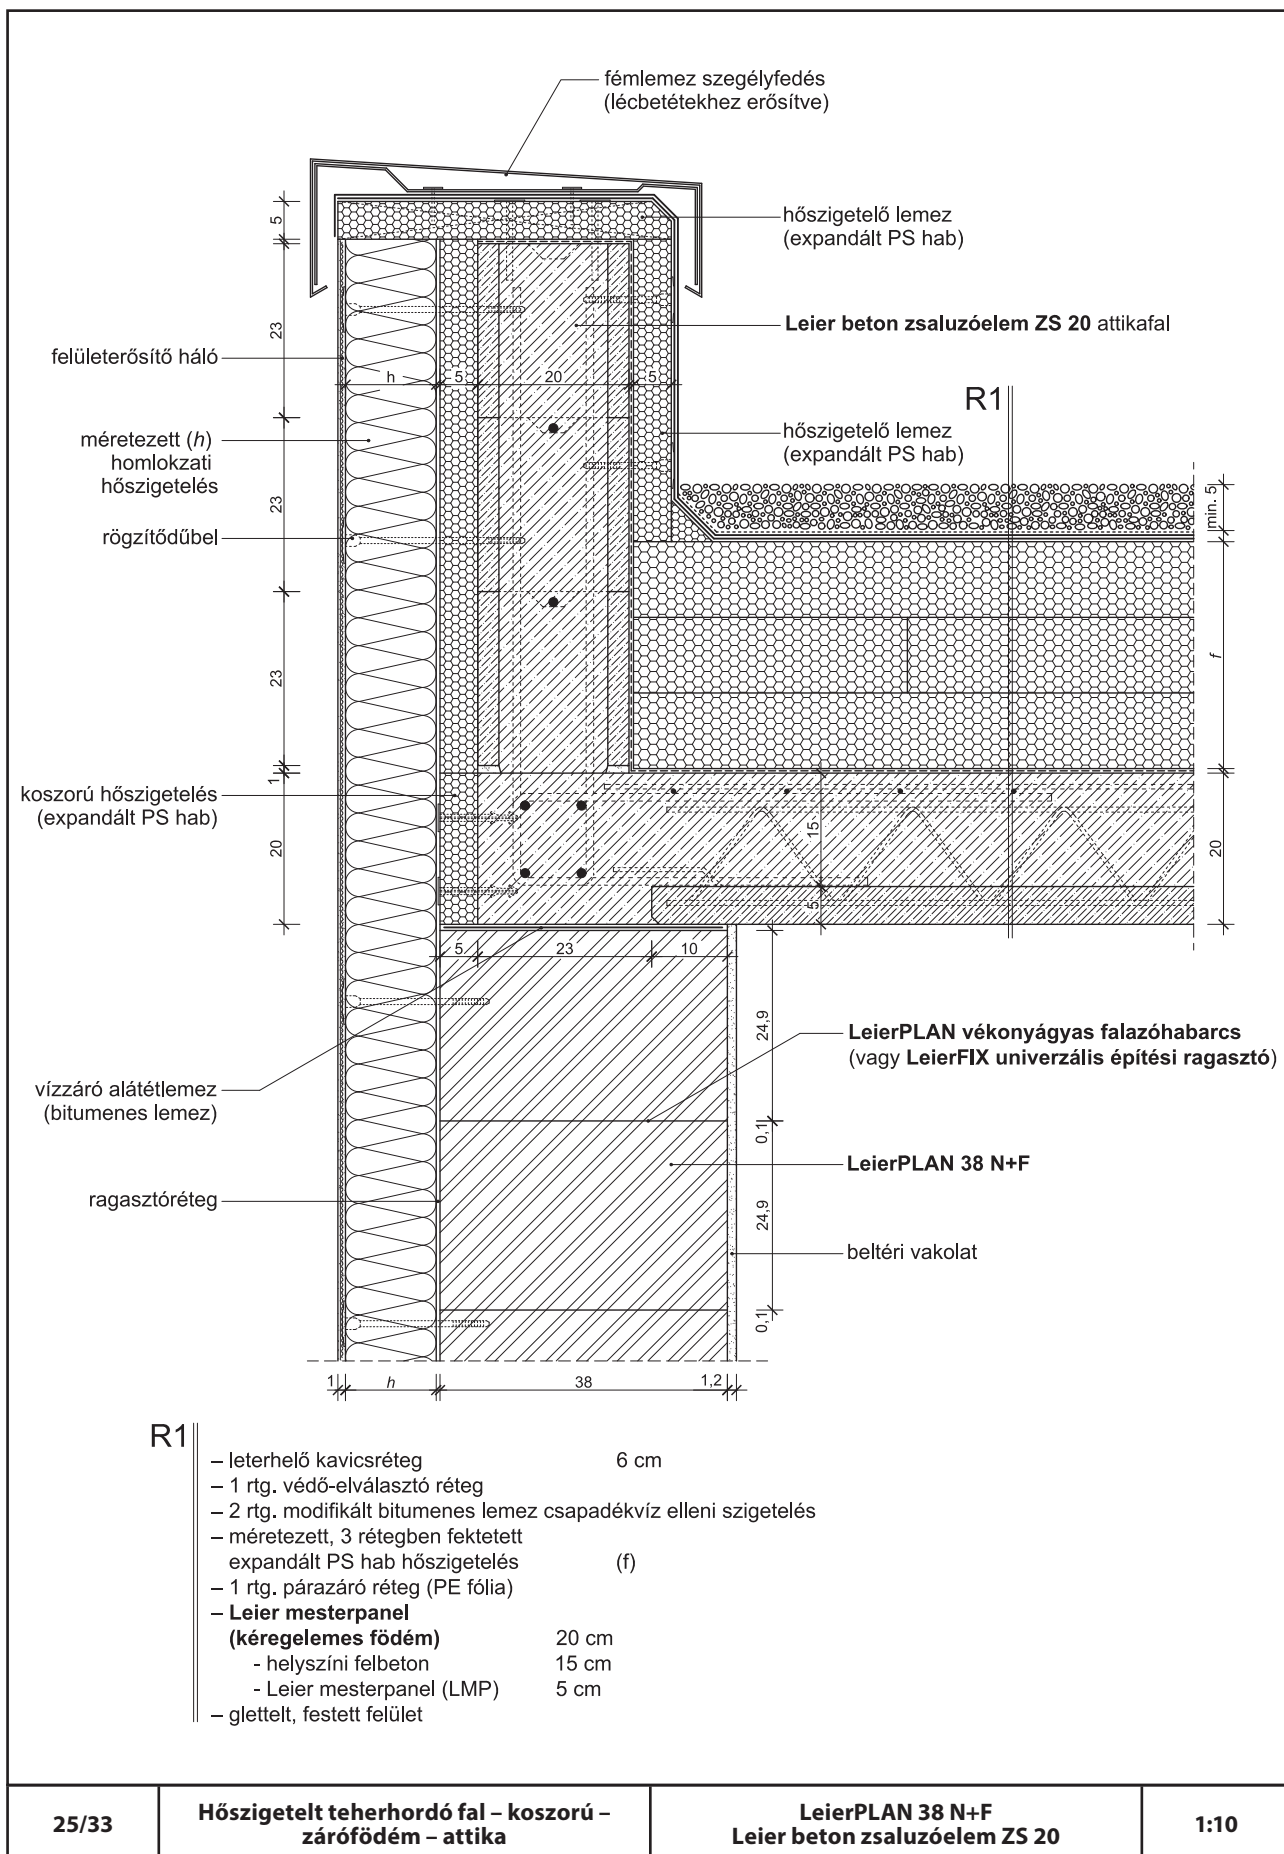 fémlemez szegélyfedés
(lécbetétekhez erősítve)
hőszigetelő lemez
(expandált PS hab)
5
23
Leier beton zsaluzóelem ZS 20 attikafal
felületerősítő háló
h
5
20
5
R1
méretezett (h)
homlokzati
hőszigetelés
hőszigetelő lemez
(expandált PS hab)
23
min. 5
rögzítődűbel
23
f
1
koszorú hőszigetelés
(expandált PS hab)
20
15
5
20
5
23
10
24,9
LeierPLAN vékonyágyas falazóhabarcs
(vagy LeierFIX univerzális építési ragasztó)
vízzáró alátétlemez
(bitumenes lemez)
0,1
LeierPLAN 38 N+F
ragasztóréteg
24,9
beltéri vakolat
0,1
1
h
38
1,2
R1
– leterhelő kavicsréteg 6 cm
– 1 rtg. védő-elválasztó réteg
– 2 rtg. modifikált bitumenes lemez csapadékvíz elleni szigetelés
– méretezett, 3 rétegben fektetett
expandált PS hab hőszigetelés (f)
– 1 rtg. párazáró réteg (PE fólia)
– Leier mesterpanel
(kéregelemes födém) 20 cm
- helyszíni felbeton 15 cm
- Leier mesterpanel (LMP) 5 cm
– glettelt, festett felület
25/33
Hőszigetelt teherhordó fal – koszorú –
zárófödém – attika
LeierPLAN 38 N+F
Leier beton zsaluzóelem ZS 20
1:10